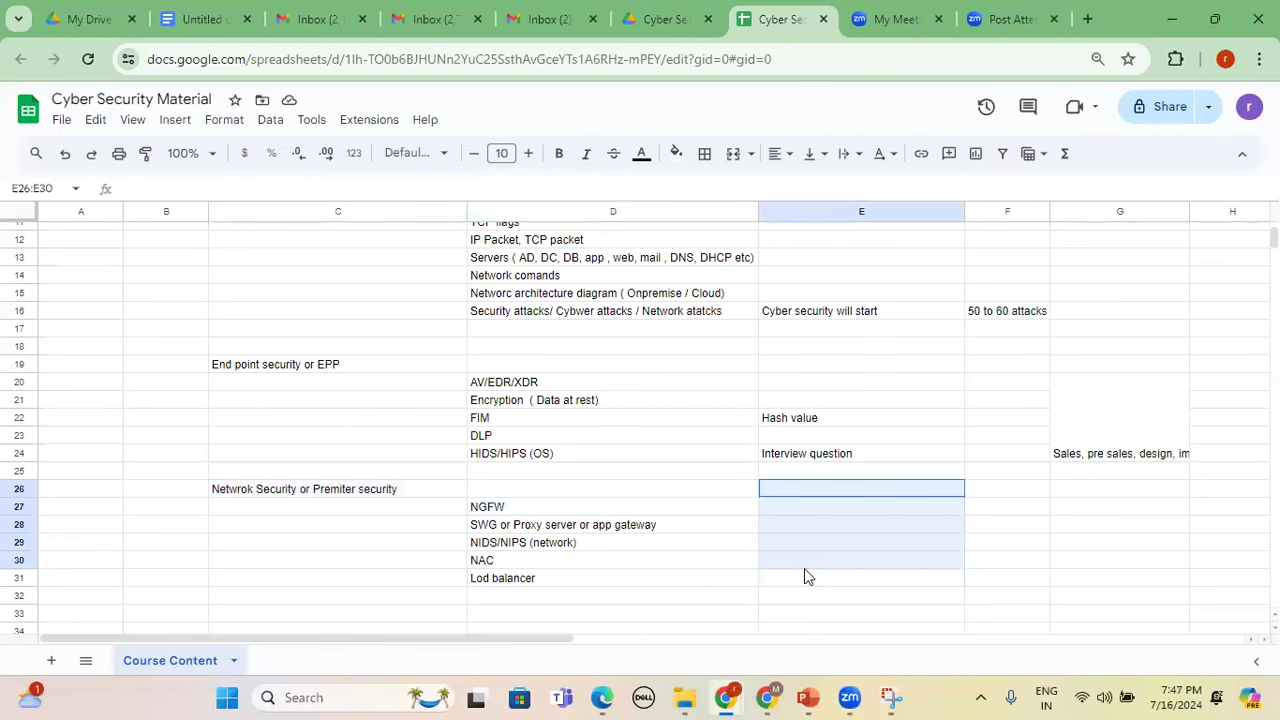 My Drive
Untitled
Inbox (2,
Inbox (2,
Inbox (2)
Cyber Se
Cyber Sec
My Meet
Post Atte
docs.google.com/spreadsheets/d/1lh-TO0b6BJHUNn2YuC25SsthAvGceYTs1A6RHz-mPEY/edit?gid=0#gid=0
Cyber Security Material
File Edit View Insert Format Data Tools Extensions Help
Share
r
100% $ % .0 .00 123 Defaul... 10 B I A
E26:E30 fx
A B C D E F G H
TCP flags
12 IP Packet, TCP packet
13 Servers ( AD, DC, DB, app , web, mail , DNS, DHCP etc)
14 Network comands
15 Networc architecture diagram ( Onpremise / Cloud)
16 Security attacks/ Cybwer attacks / Network atatcks Cyber security will start 50 to 60 attacks
17
18
19 End point security or EPP
20 AV/EDR/XDR
21 Encryption ( Data at rest)
22 FIM Hash value
23 DLP
24 HIDS/HIPS (OS) Interview question Sales, pre sales, design, im
25
26 Netwrok Security or Premiter security
27 NGFW
28 SWG or Proxy server or app gateway
29 NIDS/NIPS (network)
30 NAC
31 Lod balancer
32
33
34
Course Content
1
Search
DELL
r
M
zm
ENG
IN
7:47 PM
7/16/2024
PRE